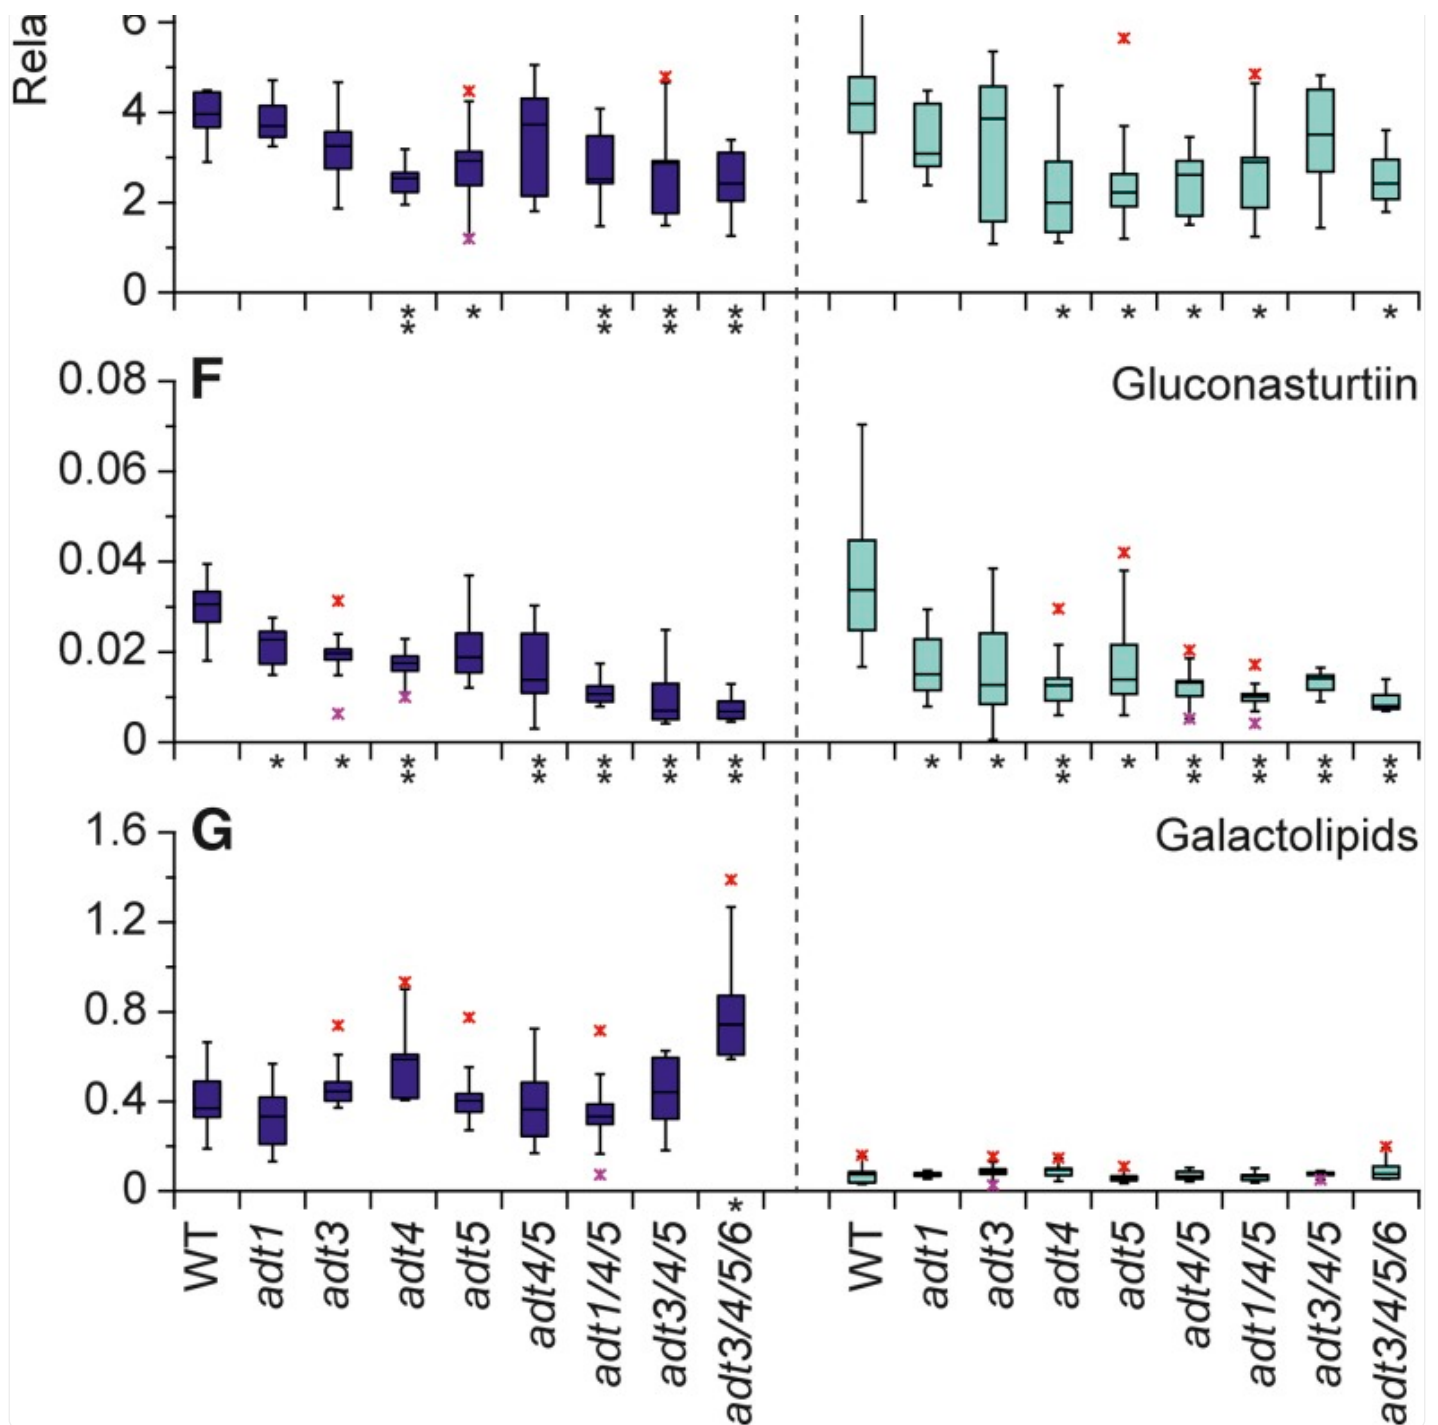 Rela
6
4
2
0
** * ** ** ** * * * * *
F
Gluconasturtiin
0.08
0.06
0.04
0.02
0
* * ** ** ** ** ** * * ** * ** ** ** **
G
Galactolipids
1.6
1.2
0.8
0.4
0
*
WT adt1 adt3 adt4 adt5 adt4/5 adt1/4/5 adt3/4/5 adt3/4/5/6 WT adt1 adt3 adt4 adt5 adt4/5 adt1/4/5 adt3/4/5 adt3/4/5/6